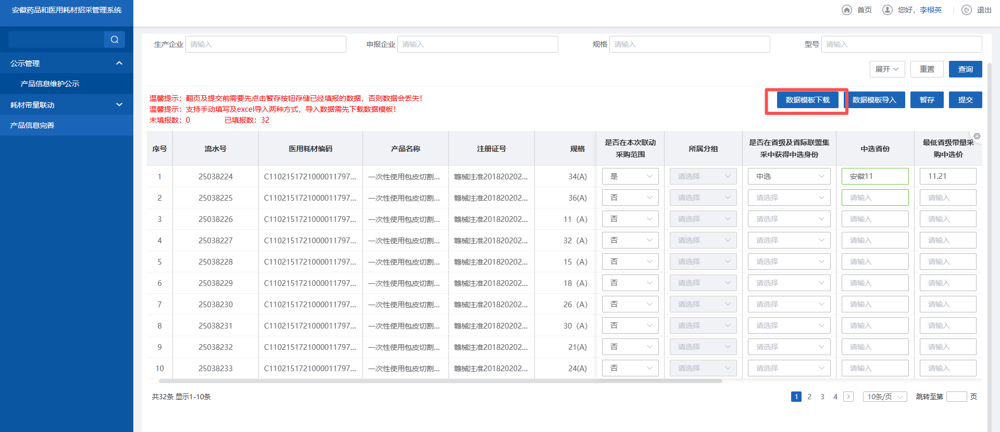 安徽药品和医用耗材招采管理系统
首页 您好，李根英 退出
公示管理
产品信息维护公示
耗材带量联动
产品信息完善
生产企业 请输入 申报企业 请输入 规格 请输入 型号 请输入
展开 重置 查询
温馨提示：翻页及提交前需要先点击暂存按钮存储已经填报的数据，否则数据会丢失！
数据模板下载 数据模板导入 暂存 提交
温馨提示：支持手动填写及excel导入两种方式，导入数据需先下载数据模板！
未填报数：0 已填报数：32
序号 流水号 医用耗材编码 产品名称 注册证号 规格 是否在本次联动采购范围 所属分组 是否在省级及省际联盟集采中获得中选身份 中选省份 最低省级带量采购中选价
1 25038224 C1102151721000011797... 一次性使用包皮切割... 赣械注准201820202... 34(A) 是 请选择 中选 安徽11 11.21
2 25038225 C1102151721000011797... 一次性使用包皮切割... 赣械注准201820202... 36(A) 否 请选择 请选择 请输入 请输入
3 25038226 C1102151721000011797... 一次性使用包皮切割... 赣械注准201820202... 11（A） 否 请选择 请选择 请输入 请输入
4 25038227 C1102151721000011797... 一次性使用包皮切割... 赣械注准201820202... 32（A） 否 请选择 请选择 请输入 请输入
5 25038228 C1102151721000011797... 一次性使用包皮切割... 赣械注准201820202... 15（A） 否 请选择 请选择 请输入 请输入
6 25038229 C1102151721000011797... 一次性使用包皮切割... 赣械注准201820202... 18（A） 否 请选择 请选择 请输入 请输入
7 25038230 C1102151721000011797... 一次性使用包皮切割... 赣械注准201820202... 26（A） 否 请选择 请选择 请输入 请输入
8 25038231 C1102151721000011797... 一次性使用包皮切割... 赣械注准201820202... 30（A） 否 请选择 请选择 请输入 请输入
9 25038232 C1102151721000011797... 一次性使用包皮切割... 赣械注准201820202... 21(A) 否 请选择 请选择 请输入 请输入
10 25038233 C1102151721000011797... 一次性使用包皮切割... 赣械注准201820202... 24(A) 否 请选择 请选择 请输入 请输入
共32条 显示1-10条 1 2 3 4 10条/页 跳转至第 页